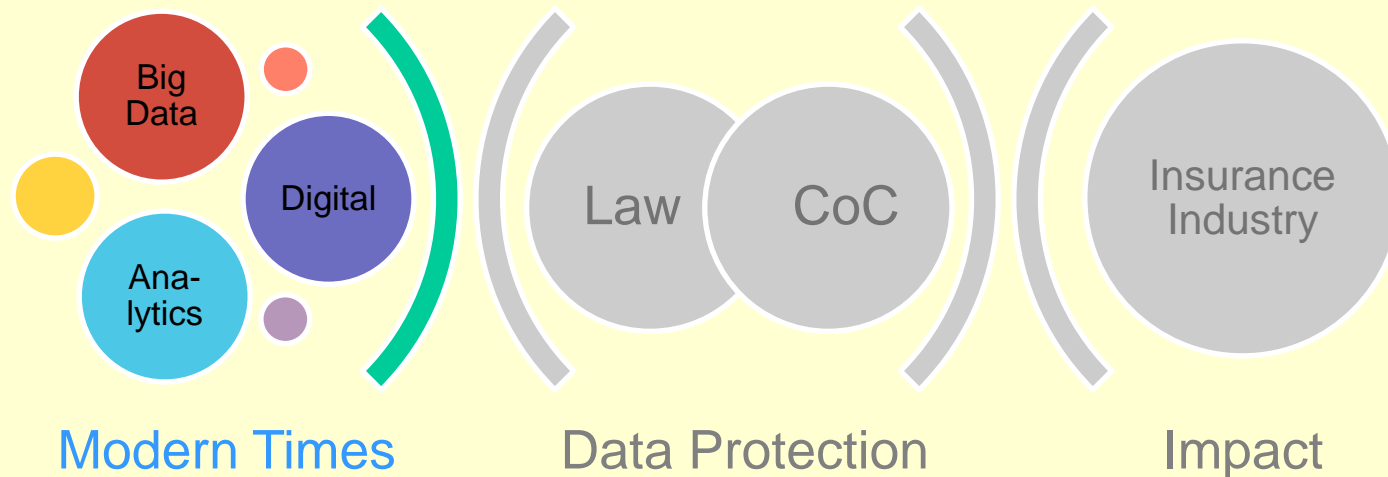 Big
Data
Digital
Ana-
lytics
Law
CoC
Insurance
Industry
Modern Times
Data Protection
Impact